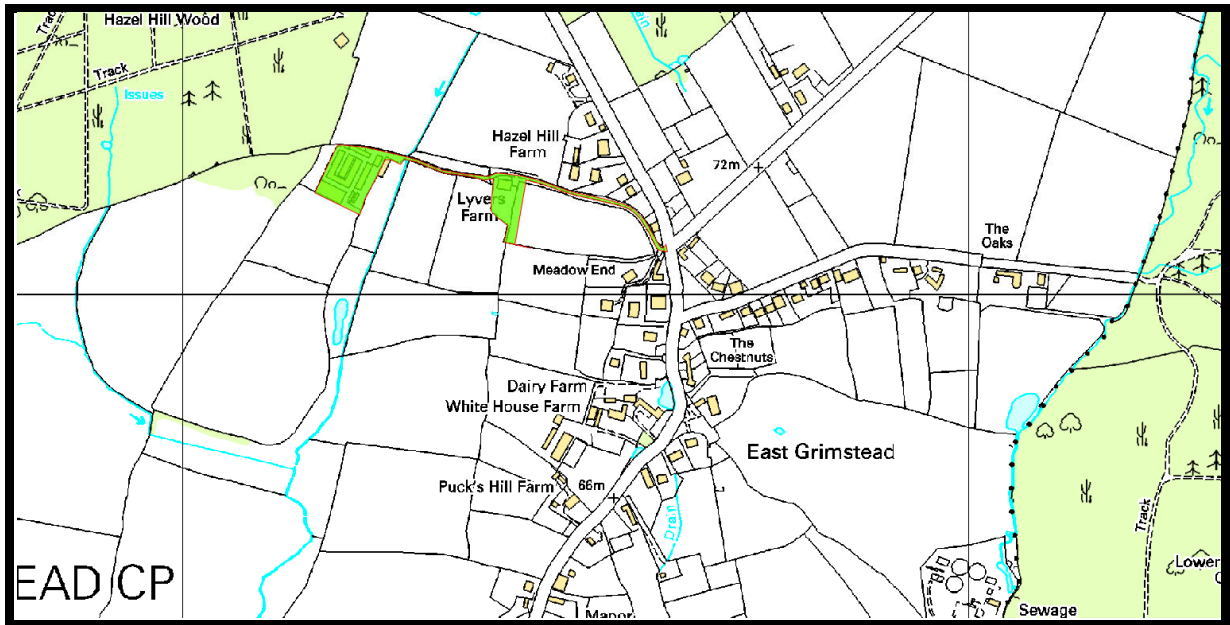 Track
Hazel Hill Wood
Track
Issues
Hazel Hill
Farm
72m
Lyvers
Farm
The
Oaks
Meadow End
The
Chestnuts
Dairy Farm
White House Farm
East Grimstead
Puck's Hill Farm
66m
Drain
Track
Lower
EAD CP
Manor
Sewage